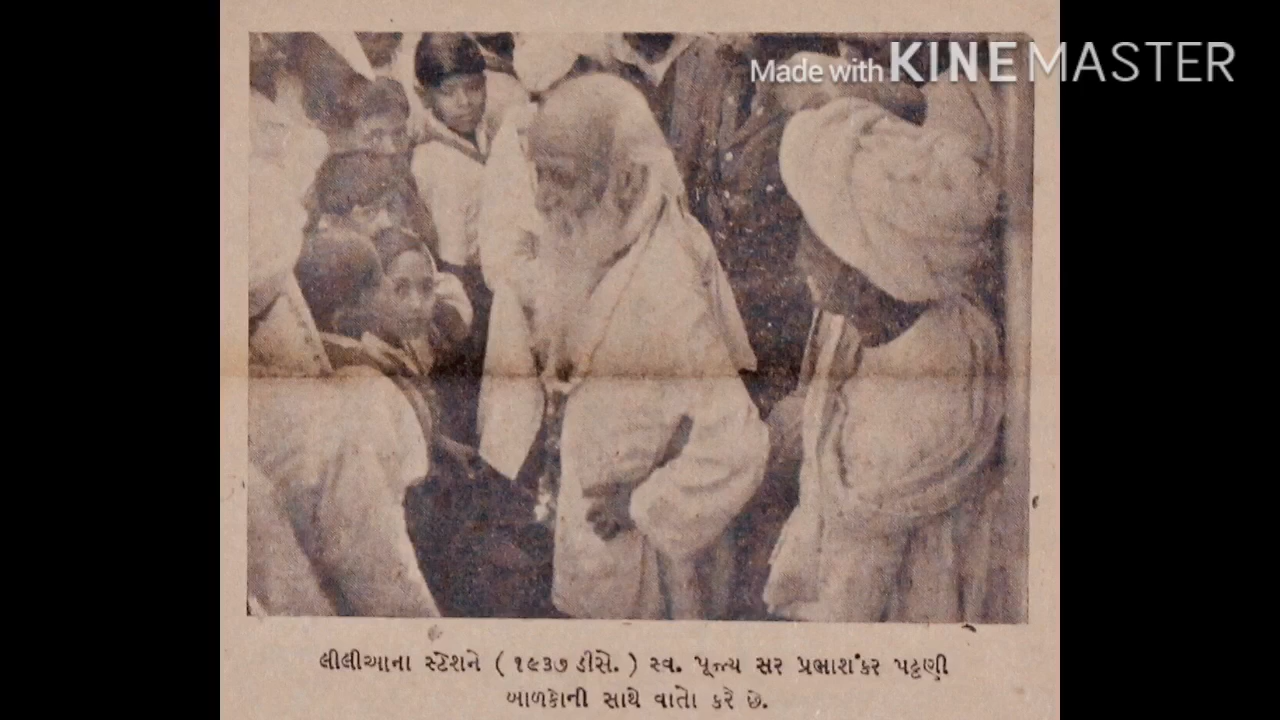 Made with KINEMASTER
લીલીઆના સ્ટેશને ( ૧૯૩૭ ડીસે. ) સ્વ. પૂજ્ય સર પ્રભાશંકર પટ્ટણી
બાળકોની સાથે વાતો કરે છે.